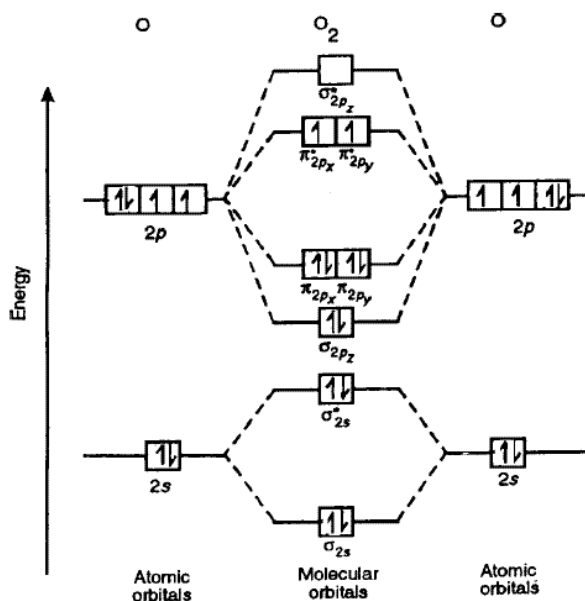 O O₂ O
σ*2pz
π*2px π*2py
2p 2p
π2px π2py
σ2pz
σ*2s
2s 2s
σ2s
Energy
Atomic orbitals Molecular orbitals Atomic orbitals